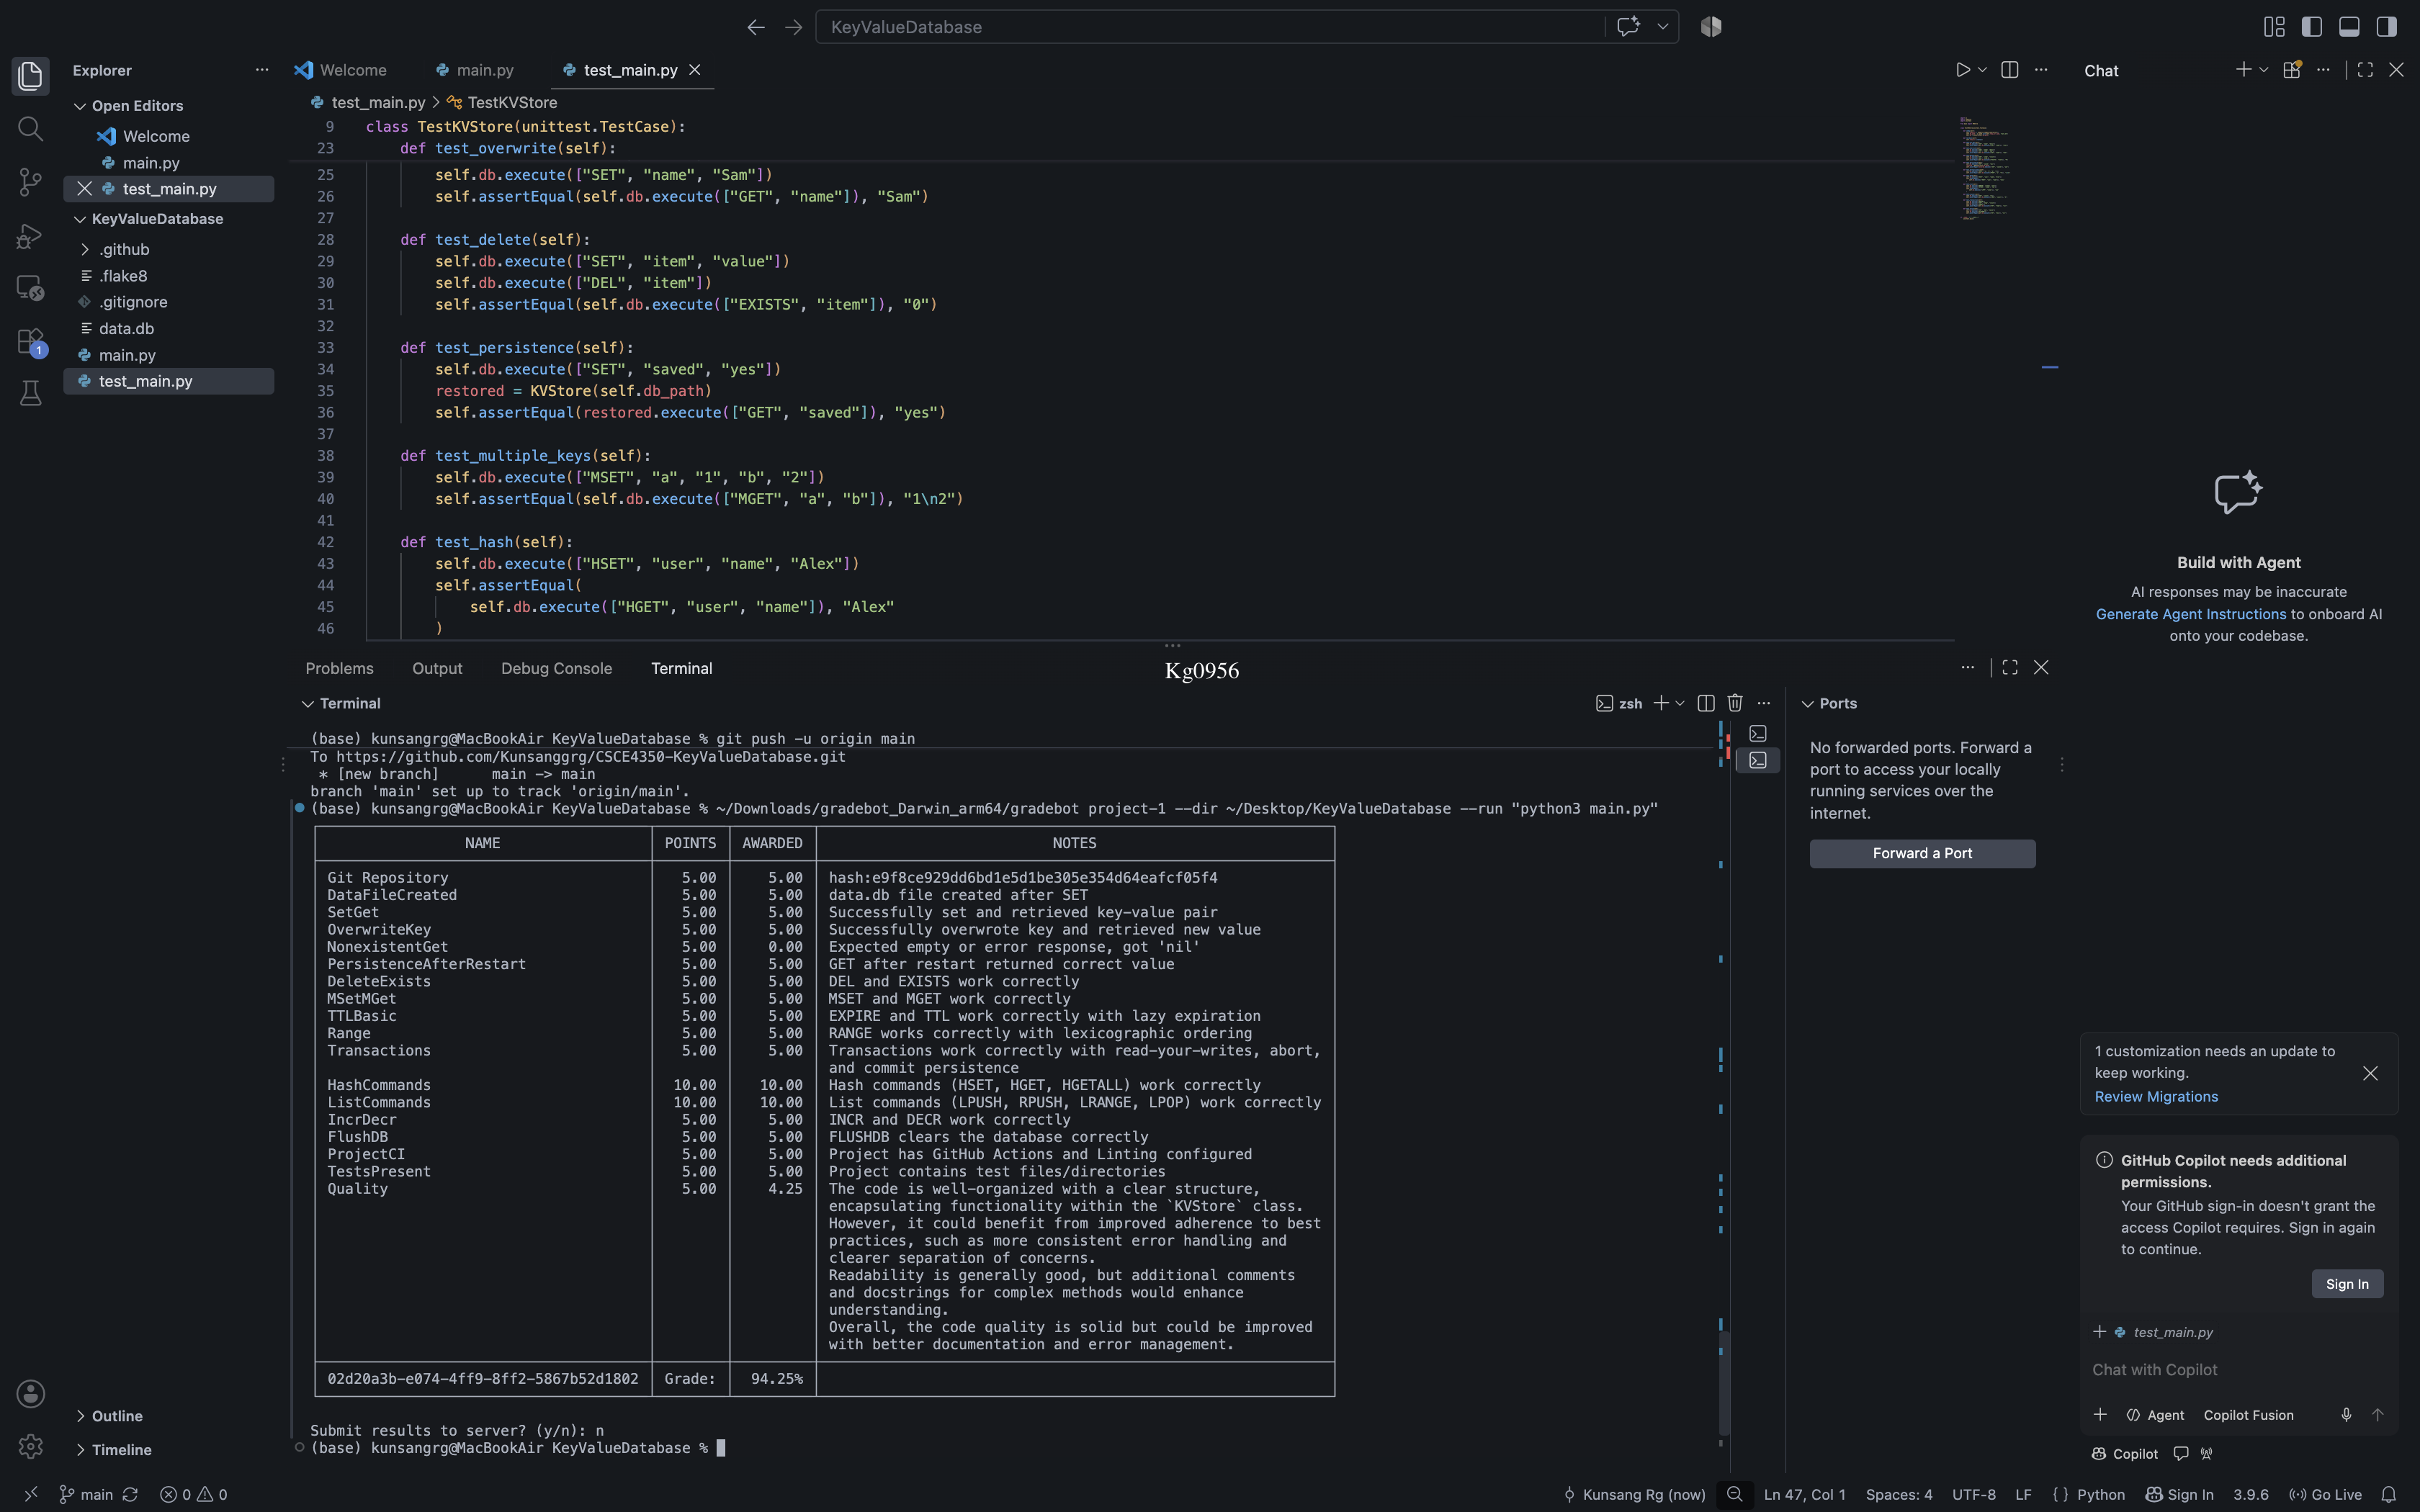 KeyValueDatabase
Explorer
Open Editors
Welcome
main.py
test_main.py
KeyValueDatabase
.github
.flake8
.gitignore
data.db
main.py
test_main.py
1
Outline
Timeline
Welcome
main.py
test_main.py
test_main.py > TestKVStore
9 class TestKVStore(unittest.TestCase):
23 def test_overwrite(self):
25 self.db.execute(["SET", "name", "Sam"])
26 self.assertEqual(self.db.execute(["GET", "name"]), "Sam")
27
28 def test_delete(self):
29 self.db.execute(["SET", "item", "value"])
30 self.db.execute(["DEL", "item"])
31 self.assertEqual(self.db.execute(["EXISTS", "item"]), "0")
32
33 def test_persistence(self):
34 self.db.execute(["SET", "saved", "yes"])
35 restored = KVStore(self.db_path)
36 self.assertEqual(restored.execute(["GET", "saved"]), "yes")
37
38 def test_multiple_keys(self):
39 self.db.execute(["MSET", "a", "1", "b", "2"])
40 self.assertEqual(self.db.execute(["MGET", "a", "b"]), "1\n2")
41
42 def test_hash(self):
43 self.db.execute(["HSET", "user", "name", "Alex"])
44 self.assertEqual(
45 self.db.execute(["HGET", "user", "name"]), "Alex"
46 )
Problems Output Debug Console Terminal
Kg0956
Terminal
zsh
(base) kunsangrg@MacBookAir KeyValueDatabase % git push -u origin main
To https://github.com/Kunsanggrg/CSCE4350-KeyValueDatabase.git
* [new branch] main -> main
branch 'main' set up to track 'origin/main'.
(base) kunsangrg@MacBookAir KeyValueDatabase % ~/Downloads/gradebot_Darwin_arm64/gradebot project-1 --dir ~/Desktop/KeyValueDatabase --run "python3 main.py"
NAME POINTS AWARDED NOTES
Git Repository 5.00 5.00 hash:e9f8ce929dd6bd1e5d1be305e354d64eafcf05f4
DataFileCreated 5.00 5.00 data.db file created after SET
SetGet 5.00 5.00 Successfully set and retrieved key-value pair
OverwriteKey 5.00 5.00 Successfully overwrote key and retrieved new value
NonexistentGet 5.00 0.00 Expected empty or error response, got 'nil'
PersistenceAfterRestart 5.00 5.00 GET after restart returned correct value
DeleteExists 5.00 5.00 DEL and EXISTS work correctly
MSetMGet 5.00 5.00 MSET and MGET work correctly
TTLBasic 5.00 5.00 EXPIRE and TTL work correctly with lazy expiration
Range 5.00 5.00 RANGE works correctly with lexicographic ordering
Transactions 5.00 5.00 Transactions work correctly with read-your-writes, abort,
and commit persistence
HashCommands 10.00 10.00 Hash commands (HSET, HGET, HGETALL) work correctly
ListCommands 10.00 10.00 List commands (LPUSH, RPUSH, LRANGE, LPOP) work correctly
IncrDecr 5.00 5.00 INCR and DECR work correctly
FlushDB 5.00 5.00 FLUSHDB clears the database correctly
ProjectCI 5.00 5.00 Project has GitHub Actions and Linting configured
TestsPresent 5.00 5.00 Project contains test files/directories
Quality 5.00 4.25 The code is well-organized with a clear structure,
encapsulating functionality within the `KVStore` class.
However, it could benefit from improved adherence to best
practices, such as more consistent error handling and
clearer separation of concerns.
Readability is generally good, but additional comments
and docstrings for complex methods would enhance
understanding.
Overall, the code quality is solid but could be improved
with better documentation and error management.
02d20a3b-e074-4ff9-8ff2-5867b52d1802 Grade: 94.25%
Submit results to server? (y/n): n
(base) kunsangrg@MacBookAir KeyValueDatabase %
Ports
No forwarded ports. Forward a
port to access your locally
running services over the
internet.
Forward a Port
Chat
Build with Agent
AI responses may be inaccurate
Generate Agent Instructions to onboard AI
onto your codebase.
1 customization needs an update to
keep working.
Review Migrations
GitHub Copilot needs additional
permissions.
Your GitHub sign-in doesn't grant the
access Copilot requires. Sign in again
to continue.
Sign In
test_main.py
Chat with Copilot
Agent Copilot Fusion
Copilot
main 0 0 Kunsang Rg (now) Ln 47, Col 1 Spaces: 4 UTF-8 LF { } Python Sign In 3.9.6 Go Live